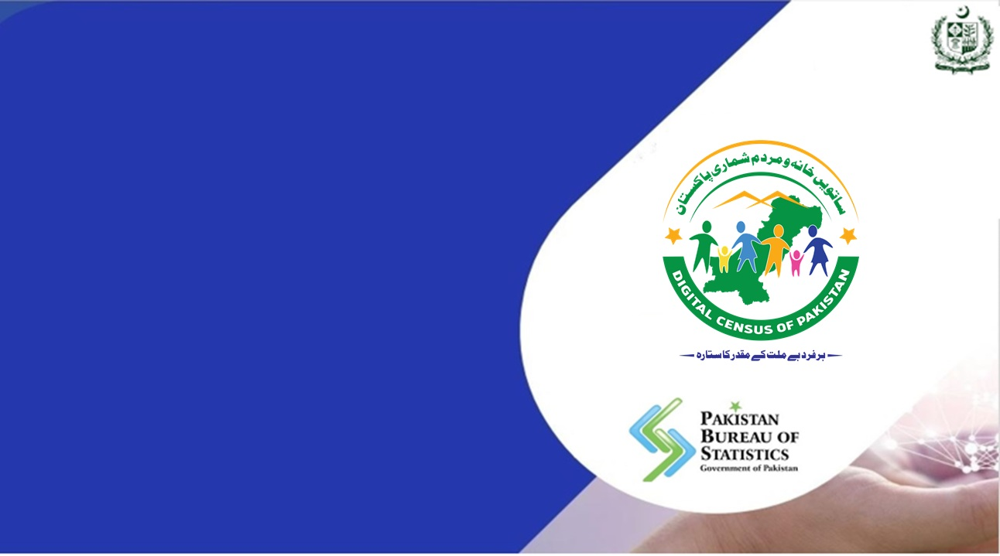 ساتویں خانہ و مردم شماری پاکستان
DIGITAL CENSUS OF PAKISTAN
ہر فرد ہے ملت کے مقدر کا ستارہ
PAKISTAN
BUREAU OF
STATISTICS
Government of Pakistan